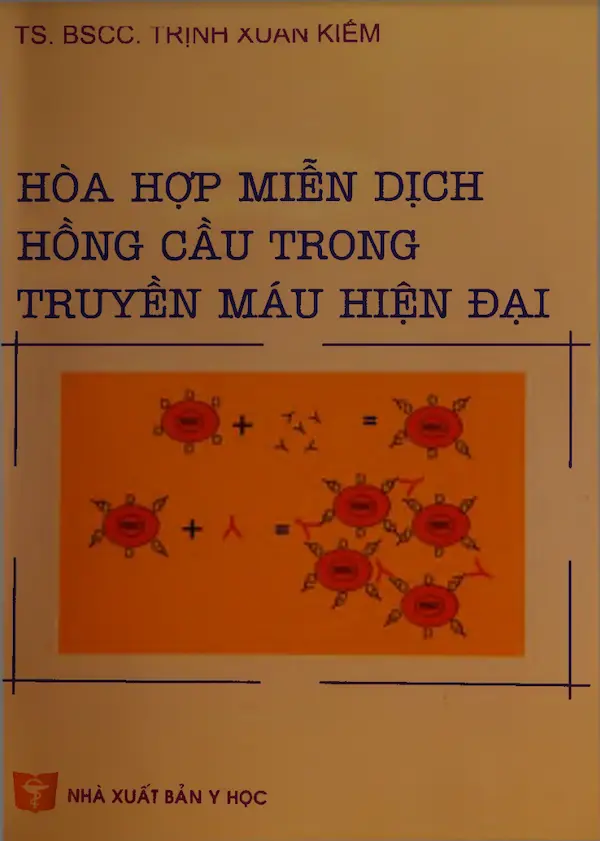 TS. BSCC. TRỊNH XUÂN KIẾM
HÒA HỢP MIỄN DỊCH
HỒNG CẦU TRONG
TRUYỀN MÁU HIỆN ĐẠI
+
=
+
=
NHÀ XUẤT BẢN Y HỌC